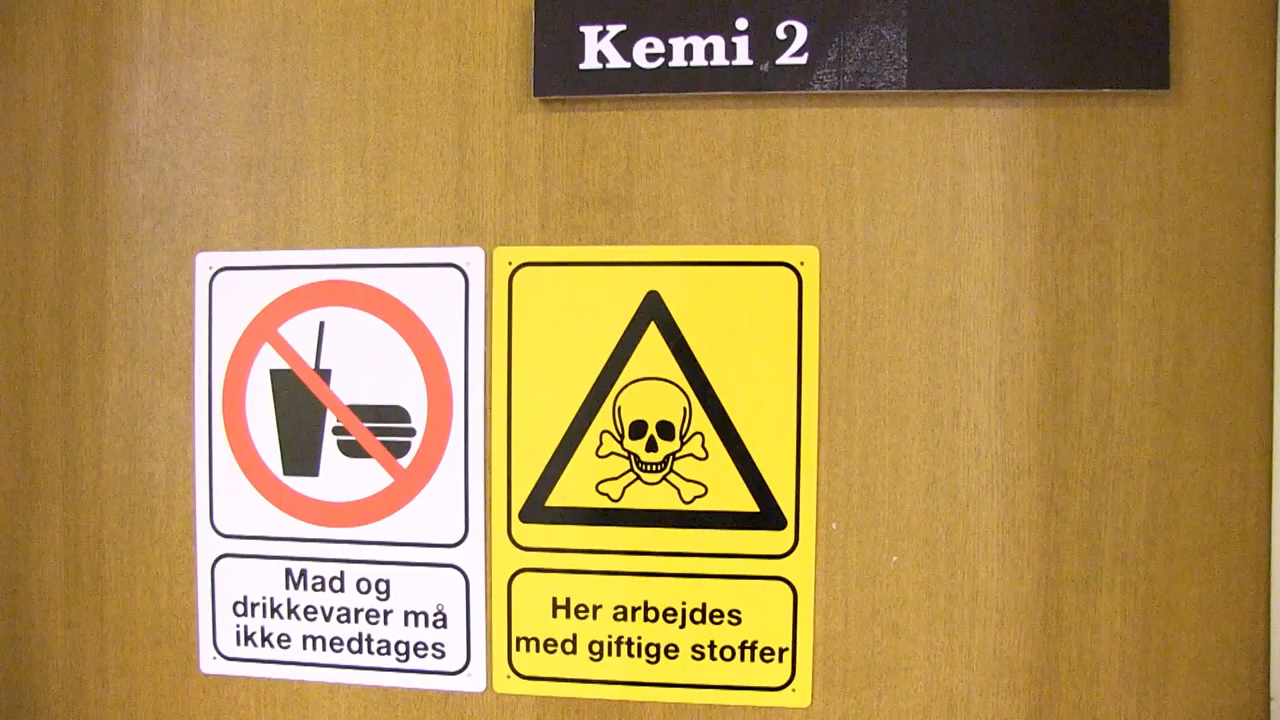 Kemi 2
Mad og
drikkevarer må
ikke medtages
Her arbejdes
med giftige stoffer